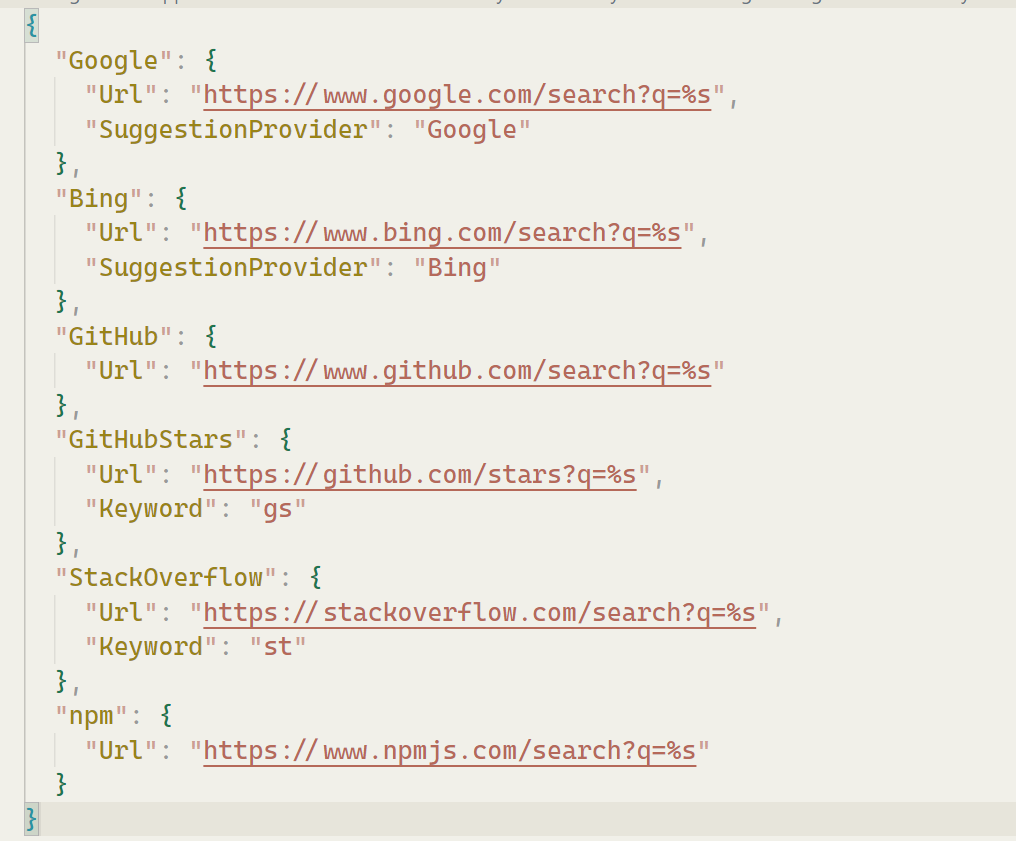 {
  "Google": {
    "Url": "https://www.google.com/search?q=%s",
    "SuggestionProvider": "Google"
  },
  "Bing": {
    "Url": "https://www.bing.com/search?q=%s",
    "SuggestionProvider": "Bing"
  },
  "GitHub": {
    "Url": "https://www.github.com/search?q=%s"
  },
  "GitHubStars": {
    "Url": "https://github.com/stars?q=%s",
    "Keyword": "gs"
  },
  "StackOverflow": {
    "Url": "https://stackoverflow.com/search?q=%s",
    "Keyword": "st"
  },
  "npm": {
    "Url": "https://www.npmjs.com/search?q=%s"
  }
}